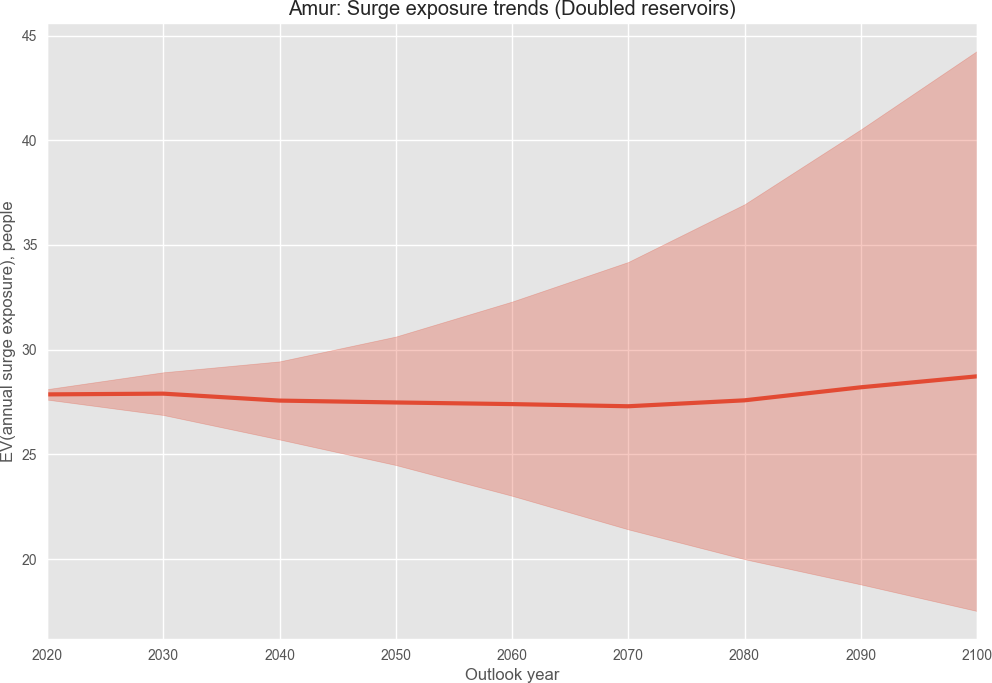 Amur: Surge exposure trends (Doubled reservoirs)
45
40
35
30
25
20
EV(annual surge exposure), people
2020 2030 2040 2050 2060 2070 2080 2090 2100
Outlook year